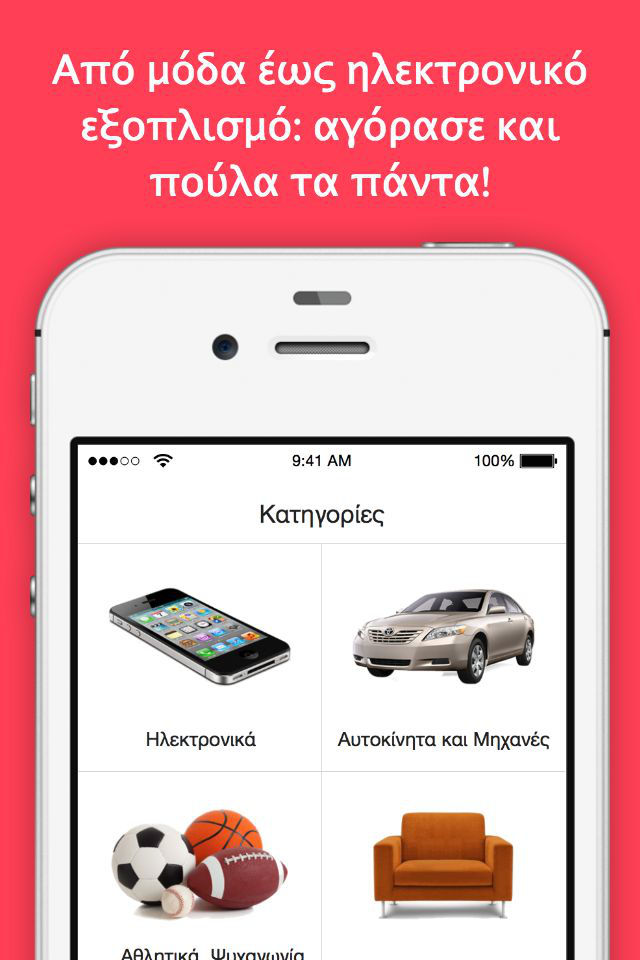 Από μόδα έως ηλεκτρονικό
εξοπλισμό: αγόρασε και
πούλα τα πάντα!
9:41 AM 100%
Κατηγορίες
Ηλεκτρονικά Αυτοκίνητα και Μηχανές
Αθλητικά, Ψυχαγωγία